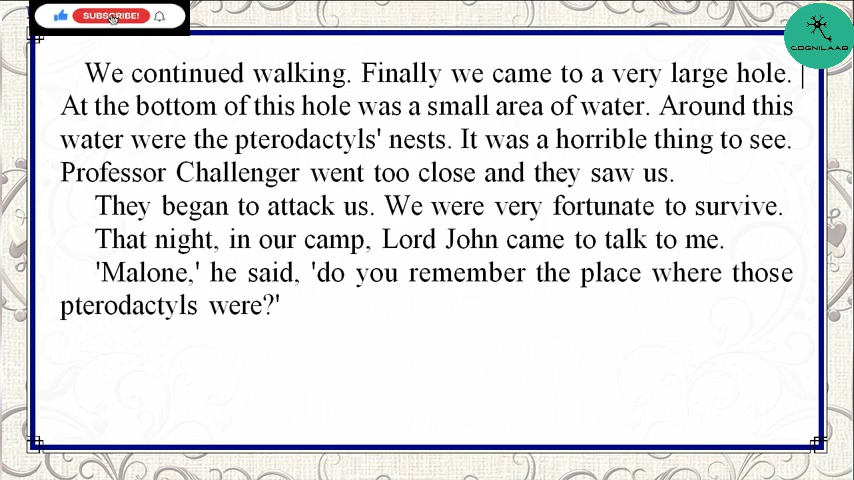 SUBSCRIBE!
COGNILAAB
We continued walking. Finally we came to a very large hole.
At the bottom of this hole was a small area of water. Around this
water were the pterodactyls' nests. It was a horrible thing to see.
Professor Challenger went too close and they saw us.
They began to attack us. We were very fortunate to survive.
That night, in our camp, Lord John came to talk to me.
'Malone,' he said, 'do you remember the place where those
pterodactyls were?'